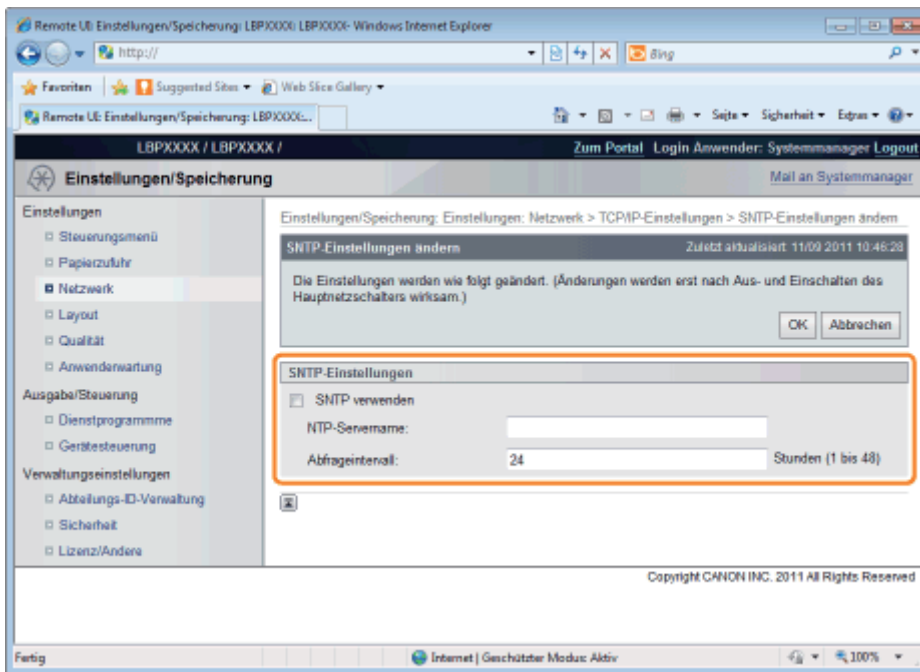 Remote UI: Einstellungen/Speicherung: LBPXXXX: LBPXXXX- Windows Internet Explorer
http://
Bing
Favoriten Suggested Sites Web Slice Gallery
Remote UI: Einstellungen/Speicherung: LBPXXXX:...
Seite Sicherheit Extras
LBPXXXX / LBPXXXX /
Zum Portal Login Anwender: Systemmanager Logout
Einstellungen/Speicherung
Mail an Systemmanager
Einstellungen
Steuerungsmenü
Papierzufuhr
Netzwerk
Layout
Qualität
Anwenderwartung
Ausgabe/Steuerung
Dienstprogrammme
Gerätesteuerung
Verwaltungseinstellungen
Abteilungs-ID-Verwaltung
Sicherheit
Lizenz/Andere
Einstellungen/Speicherung: Einstellungen: Netzwerk > TCP/IP-Einstellungen > SNTP-Einstellungen ändern
SNTP-Einstellungen ändern
Zuletzt aktualisiert: 11/09 2011 10:46:28
Die Einstellungen werden wie folgt geändert. (Änderungen werden erst nach Aus- und Einschalten des
Hauptnetzschalters wirksam.)
OK Abbrechen
SNTP-Einstellungen
SNTP verwenden
NTP-Servername:
Abfrageintervall: 24 Stunden (1 bis 48)
Copyright CANON INC. 2011 All Rights Reserved
Fertig
Internet | Geschützter Modus: Aktiv
100%